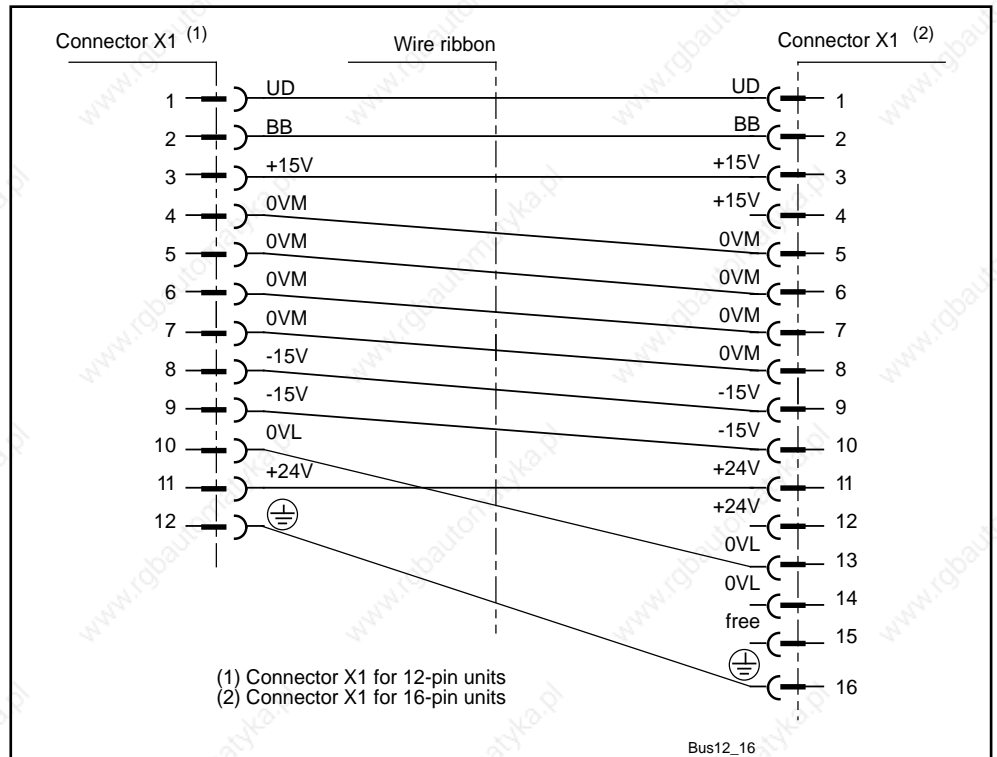 Connector X1 (1) Wire ribbon Connector X1 (2)
1 UD UD 1
2 BB BB 2
3 +15V +15V 3
+15V 4
4 0VM
5 0VM 0VM 5
6 0VM 0VM 6
7 0VM 0VM 7
0VM 8
8 -15V
9 -15V -15V 9
10 0VL -15V 10
11 +24V +24V 11
12 +24V 12
0VL 13
0VL 14
free 15
16
(1) Connector X1 for 12-pin units
(2) Connector X1 for 16-pin units
Bus12_16
www.rgbautomatyka.pl